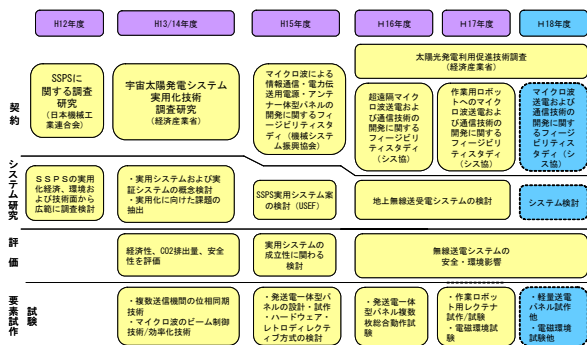 H12年度
H13/14年度
H15年度
H16年度
H17年度
H18年度
太陽光発電利用促進技術調査
(経済産業省)
契約
SSPSに
関する調査
研究
(日本機械工
業連合会)
宇宙太陽発電システム
実用化技術
調査研究
(経済産業省)
マイクロ波による
情報通信・電力伝
送用電源・アンテ
ナ一体型パネルの
開発に関するフィー
ジビリティスタ
ディ(機械システ
ム振興協会)
超遠隔マイク
ロ波送電およ
び通信技術の
開発に関する
フィージビリ
ティスタディ
(シス協)
作業用ロボッ
トへのマイク
ロ波送電およ
び通信技術の
開発に関する
フィージビリ
ティスタディ
(シス協)
マイクロ波
送電および
通信技術の
開発に関す
るフィージ
ビリティス
タディ(シ
ス協)
システム研究
SSPSの実用
化経済、環境お
よび技術面から
広範に調査検討
・実用システムおよび実
証システムの概念検討
・実用化に向けた課題の
抽出
SSPS実用システム案
の検討(USEF)
地上無線送受電システムの検討
システム検討
評価
経済性、CO2排出量、安全
性を評価
実用システムの
成立性に関わる
検討
無線送電システムの
安全・環境影響
要素試作
試験
・複数送信機間の位相同期
技術
・マイクロ波のビーム制御
技術/効率化技術
・発送電一体型パ
ネルの設計・試作
・ハードウェア・
レトロディレクティ
ブ方式の検討
・発送電一体
型パネル複数
枚総合動作試
験
・作業ロボッ
ト用レクテナ
試作/試験
・電磁環境試
験
・軽量送電
パネル試作
他
・電磁環境
試験他